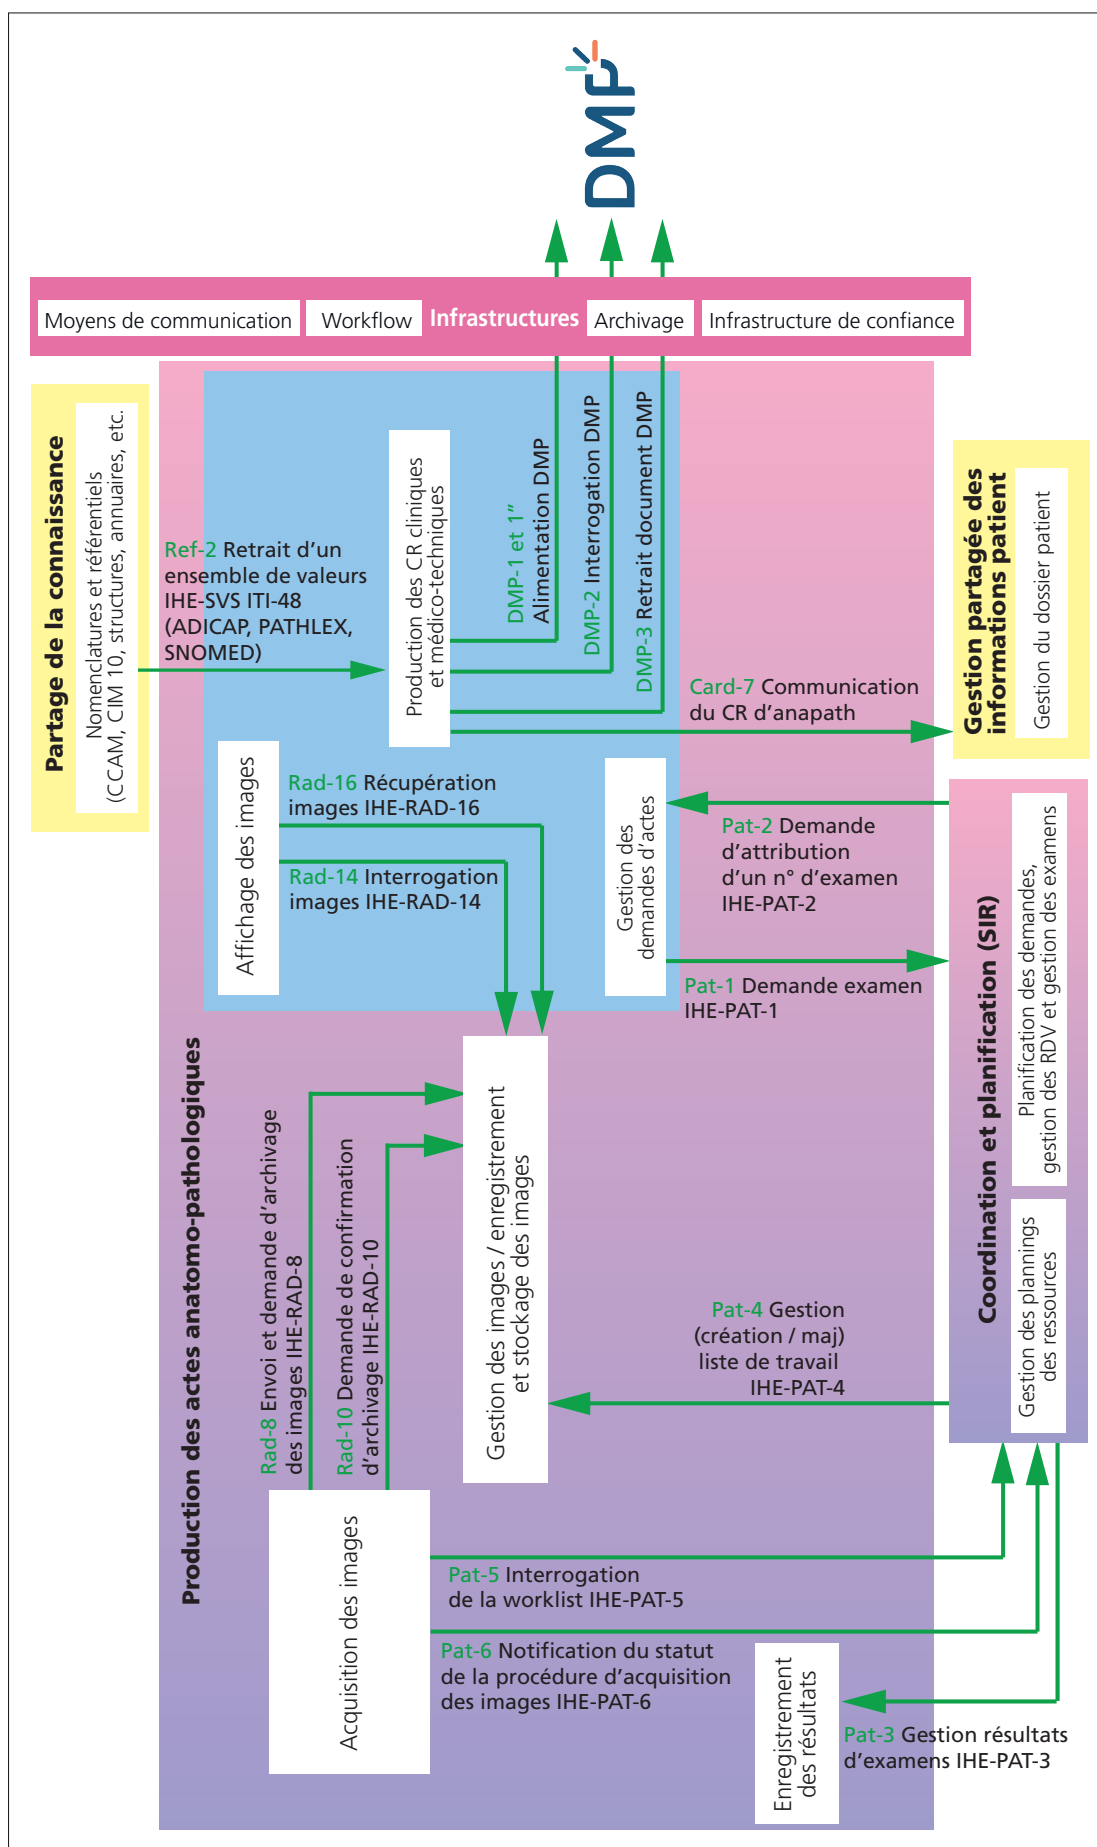 DMP
Moyens de communication
Workflow
Infrastructures
Archivage
Infrastructure de confiance
Partage de la connaissance
Nomenclatures et référentiels
(CCAM, CIM 10, structures, annuaires, etc.
Ref-2 Retrait d’un
ensemble de valeurs
IHE-SVS ITI-48
(ADICAP, PATHLEX,
SNOMED)
Production des CR cliniques
et médico-techniques
DMP-1 et 1”
Alimentation DMP
DMP-2 Interrogation DMP
DMP-3 Retrait document DMP
Card-7 Communication
du CR d’anapath
Gestion partagée des
informations patient
Gestion du dossier patient
Affichage des images
Rad-16 Récupération
images IHE-RAD-16
Rad-14 Interrogation
images IHE-RAD-14
Gestion des
demandes d’actes
Pat-2 Demande
d’attribution
d’un n° d’examen
IHE-PAT-2
Pat-1 Demande examen
IHE-PAT-1
Coordination et planification (SIR)
Planification des demandes,
gestion des RDV et gestion des examens
Gestion des plannings
des ressources
Production des actes anatomo-pathologiques
Rad-8 Envoi et demande d’archivage
des images IHE-RAD-8
Rad-10 Demande de confirmation
d’archivage IHE-RAD-10
Gestion des images / enregistrement
et stockage des images
Pat-4 Gestion
(création / maj)
liste de travail
IHE-PAT-4
Acquisition des images
Pat-5 Interrogation
de la worklist IHE-PAT-5
Pat-6 Notification du statut
de la procédure d’acquisition
des images IHE-PAT-6
Enregistrement
des résultats
Pat-3 Gestion résultats
d’examens IHE-PAT-3